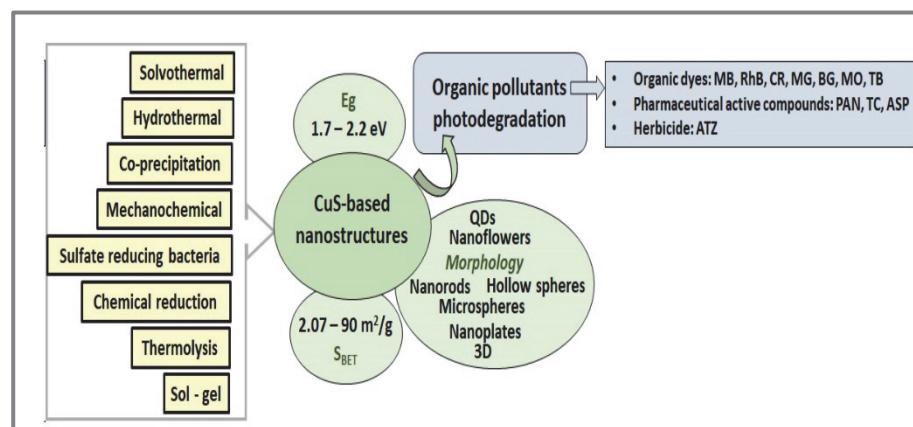 Solvothermal
Hydrothermal
Co-precipitation
Mechanochemical
Sulfate reducing bacteria
Chemical reduction
Thermolysis
Sol - gel
Eg
1.7 – 2.2 eV
CuS-based
nanostructures
2.07 – 90 m²/g
S_BET
QDs
Nanoflowers
Morphology
Nanorods Hollow spheres
Microspheres
Nanoplates
3D
Organic pollutants
photodegradation
• Organic dyes: MB, RhB, CR, MG, BG, MO, TB
• Pharmaceutical active compounds: PAN, TC, ASP
• Herbicide: ATZ